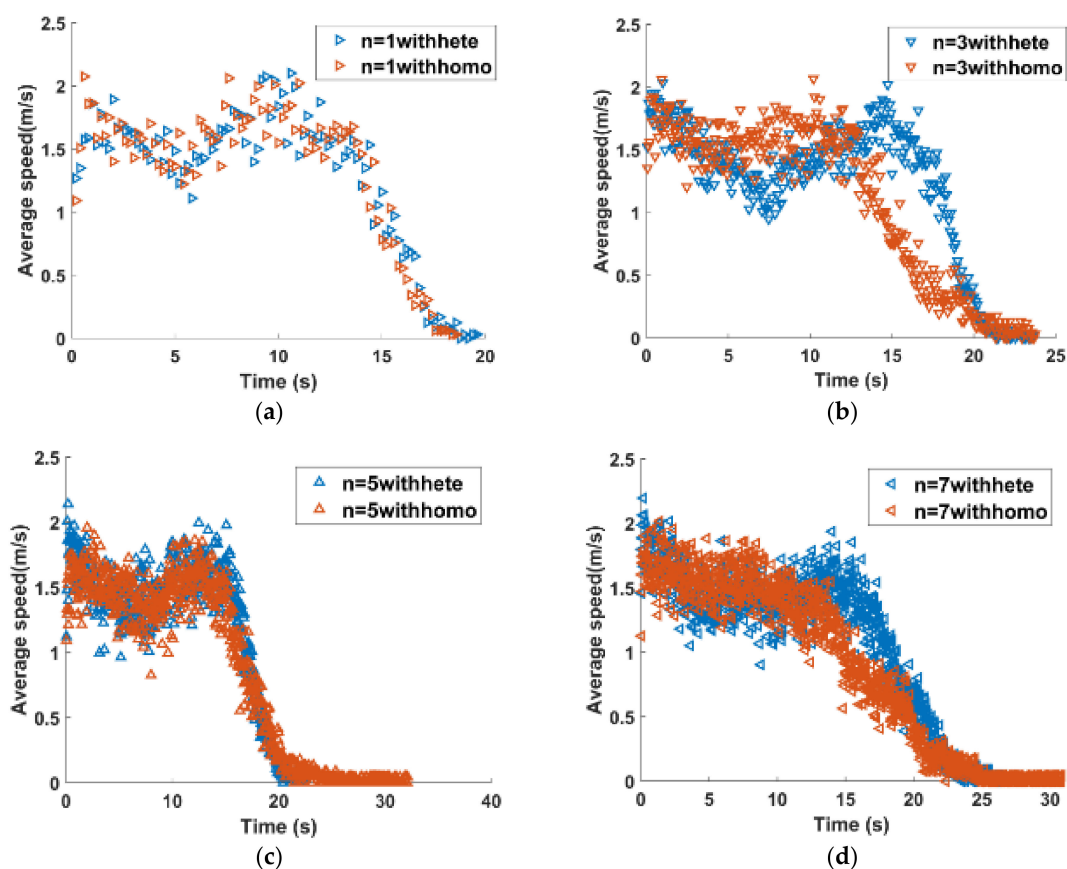 2.5
2
1.5
1
0.5
0
Average speed(m/s)
n=1withhete
n=1withhomo
0 5 10 15 20
Time (s)
(a)
2.5
2
1.5
1
0.5
0
Average speed(m/s)
n=3withhete
n=3withhomo
0 5 10 15 20 25
Time (s)
(b)
2.5
2
1.5
1
0.5
0
Average speed(m/s)
n=5withhete
n=5withhomo
0 10 20 30 40
Time (s)
(c)
2.5
2
1.5
1
0.5
0
Average speed(m/s)
n=7withhete
n=7withhomo
0 5 10 15 20 25 30
Time (s)
(d)